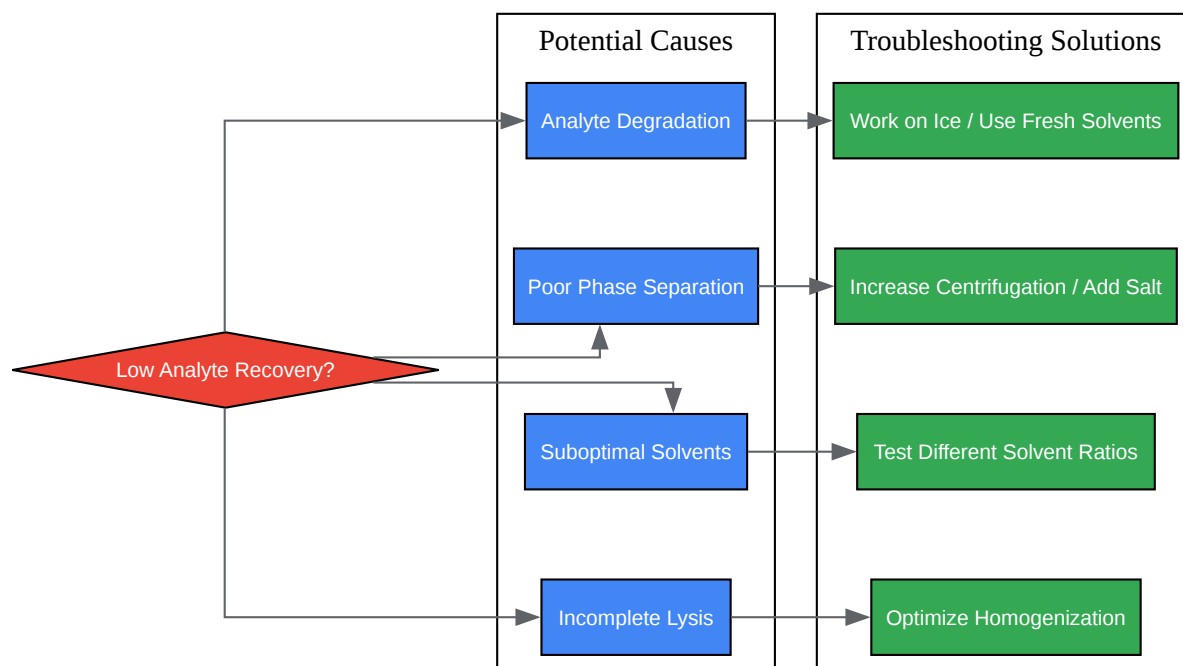 Potential Causes
Troubleshooting Solutions
Analyte Degradation
Work on Ice / Use Fresh Solvents
Poor Phase Separation
Increase Centrifugation / Add Salt
Low Analyte Recovery?
Suboptimal Solvents
Test Different Solvent Ratios
Incomplete Lysis
Optimize Homogenization